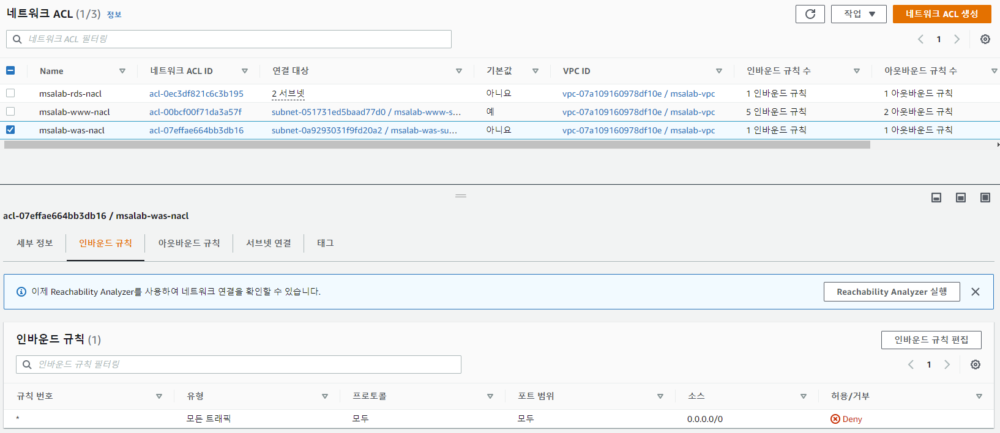 네트워크 ACL (1/3) 정보
작업
네트워크 ACL 생성
네트워크 ACL 필터링
1
Name 네트워크 ACL ID 연결 대상 기본값 VPC ID 인바운드 규칙 수 아웃바운드 규칙 수
msalab-rds-nacl acl-0ec3df821c6c3b195 2 서브넷 아니요 vpc-07a109160978df10e / msalab-vpc 1 인바운드 규칙 1 아웃바운드 규칙
msalab-www-nacl acl-00bcf00f71da3a57f subnet-051731ed5baad77d0 / msalab-www-s... 예 vpc-07a109160978df10e / msalab-vpc 5 인바운드 규칙 2 아웃바운드 규칙
msalab-was-nacl acl-07effae664bb3db16 subnet-0a9293031f9fd20a2 / msalab-was-su... 아니요 vpc-07a109160978df10e / msalab-vpc 1 인바운드 규칙 1 아웃바운드 규칙
acl-07effae664bb3db16 / msalab-was-nacl
세부 정보 인바운드 규칙 아웃바운드 규칙 서브넷 연결 태그
이제 Reachability Analyzer를 사용하여 네트워크 연결을 확인할 수 있습니다.
Reachability Analyzer 실행
인바운드 규칙 (1)
인바운드 규칙 편집
인바운드 규칙 필터링
1
규칙 번호 유형 프로토콜 포트 범위 소스 허용/거부
* 모든 트래픽 모두 모두 0.0.0.0/0 Deny